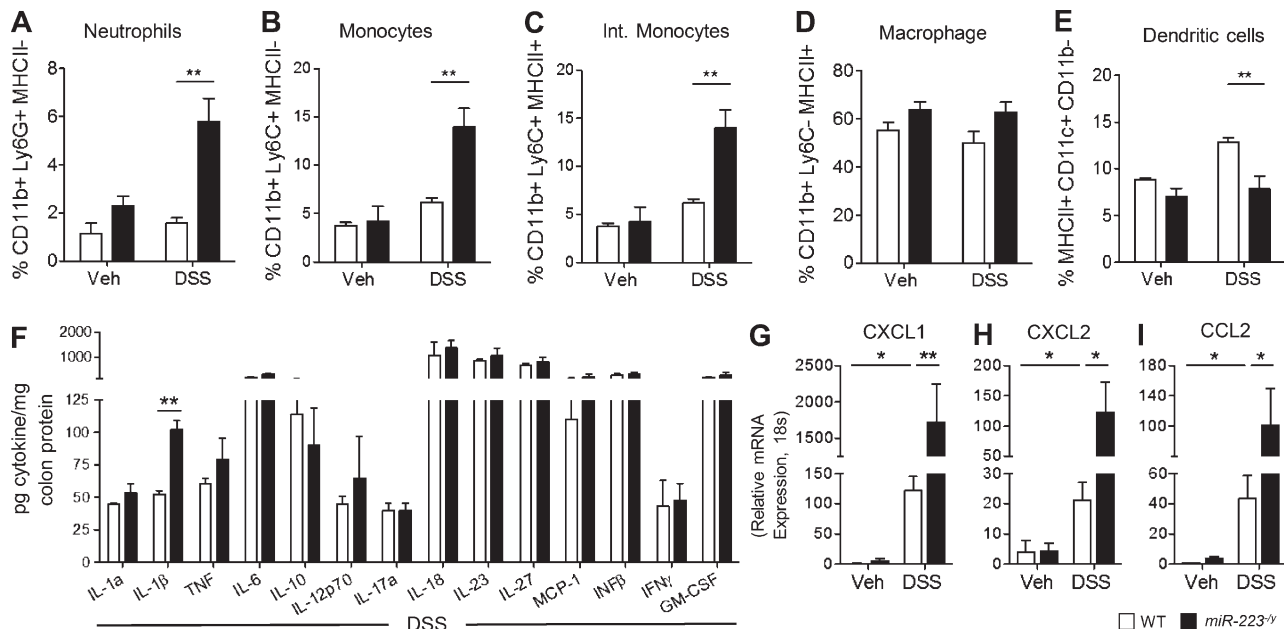 A Neutrophils
% CD11b+ Ly6G+ MHCII-
8
6
4
2
0
**
Veh DSS
B Monocytes
% CD11b+ Ly6C+ MHCII-
20
15
10
5
0
**
Veh DSS
C Int. Monocytes
% CD11b+ Ly6C+ MHCII+
20
15
10
5
0
**
Veh DSS
D Macrophage
% CD11b+ Ly6C- MHCII+
80
60
40
20
0
Veh DSS
E Dendritic cells
% MHCII+ CD11c+ CD11b-
20
15
10
5
0
**
Veh DSS
F
pg cytokine/mg
colon protein
2000
1000
125
100
75
50
25
0
**
IL-1a IL-1β TNF IL-6 IL-10 IL-12p70 IL-17a IL-18 IL-23 IL-27 MCP-1 INFβ IFNγ GM-CSF
DSS
G CXCL1
(Relative mRNA
Expression, 18s)
2500
2000
1500
150
100
50
0
* **
Veh DSS
H CXCL2
200
150
100
50
40
30
20
10
0
* *
Veh DSS
I CCL2
180
140
100
60
60
40
20
0
* *
Veh DSS
WT miR-223-/y